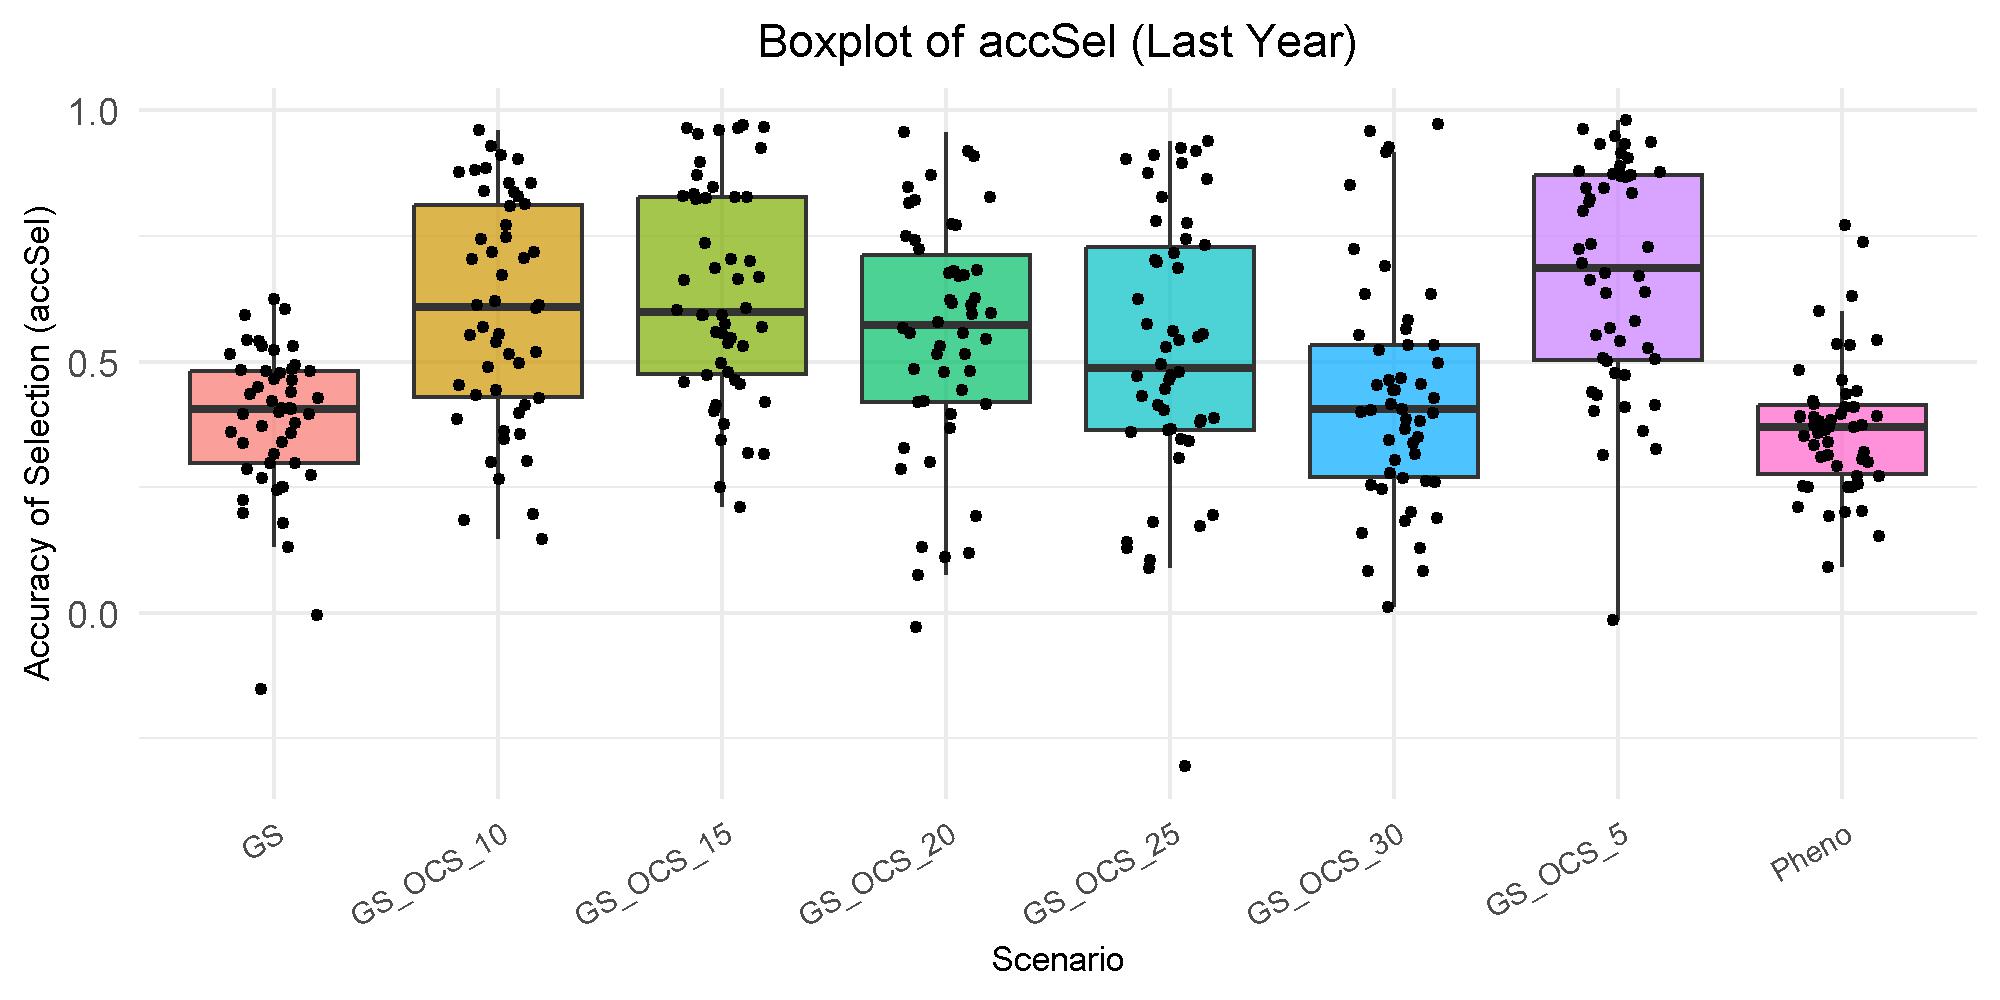 Boxplot of accSel (Last Year)
Accuracy of Selection (accSel)
1.0
0.5
0.0
GS
GS_OCS_10
GS_OCS_15
GS_OCS_20
GS_OCS_25
GS_OCS_30
GS_OCS_5
Pheno
Scenario